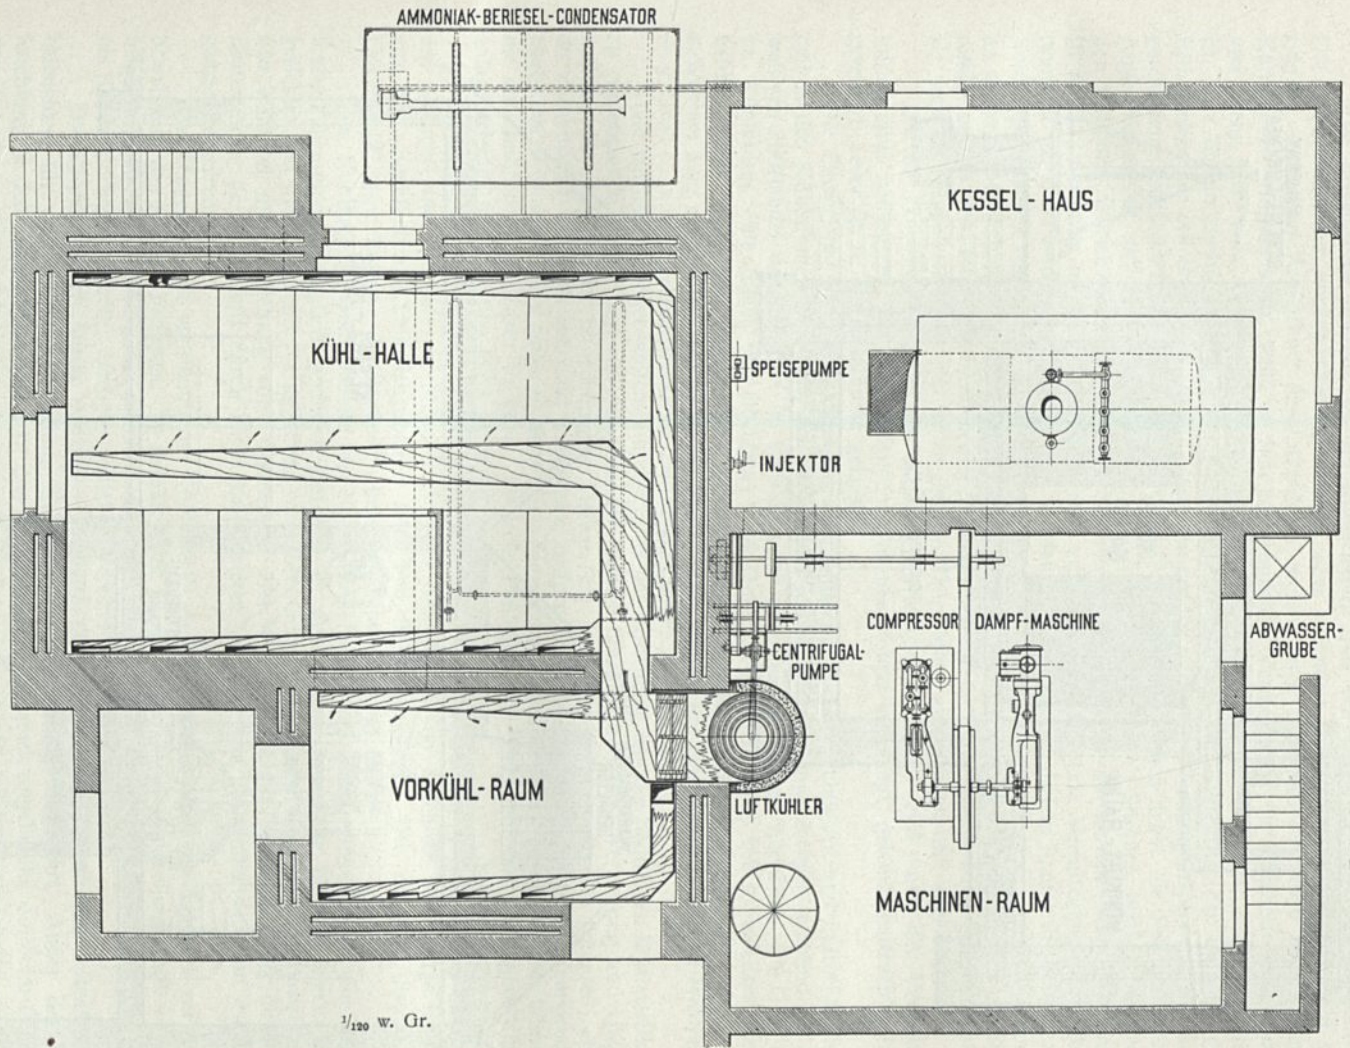 AMMONIAK-BERIESEL-CONDENSATOR
KESSEL - HAUS
KÜHL - HALLE
SPEISEPUMPE
INJEKTOR
COMPRESSOR
DAMPF-MASCHINE
ABWASSER-
GRUBE
CENTRIFUGAL-
PUMPE
VORKÜHL - RAUM
LUFTKÜHLER
MASCHINEN - RAUM
1/120 w. Gr.